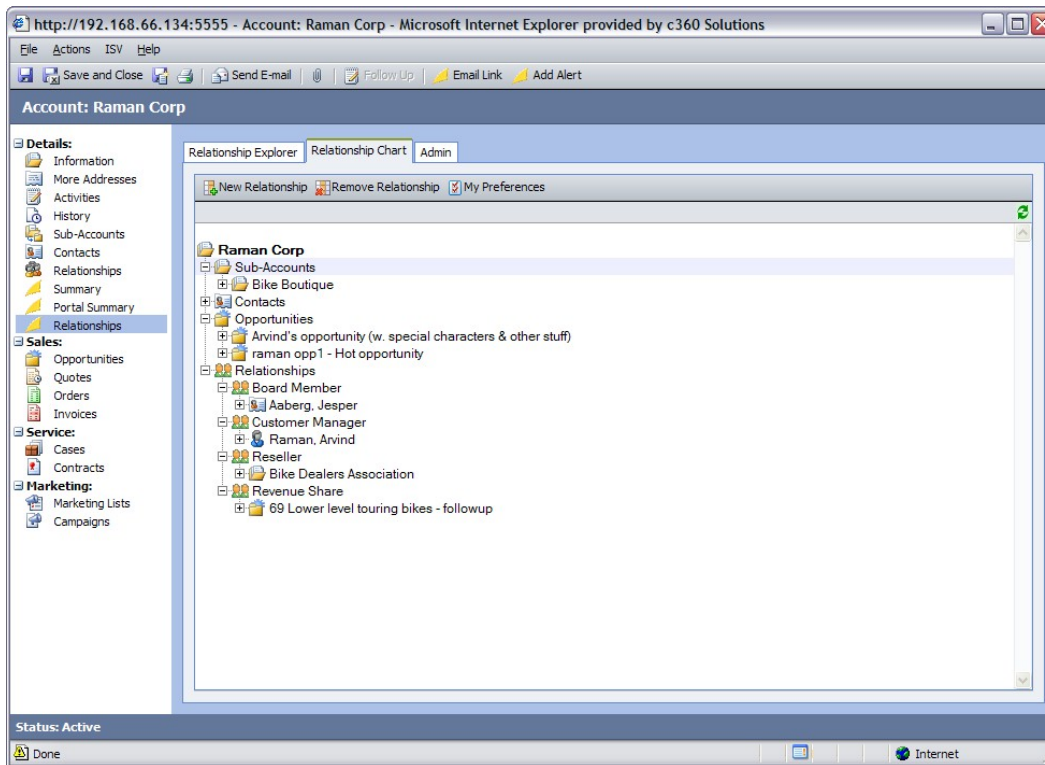 http://192.168.66.134:5555 - Account: Raman Corp - Microsoft Internet Explorer provided by c360 Solutions
File Actions ISV Help
Save and Close Send E-mail Follow Up Email Link Add Alert
Account: Raman Corp
Details:
Information
More Addresses
Activities
History
Sub-Accounts
Contacts
Relationships
Summary
Portal Summary
Relationships
Sales:
Opportunities
Quotes
Orders
Invoices
Service:
Cases
Contracts
Marketing:
Marketing Lists
Campaigns
Relationship Explorer Relationship Chart Admin
New Relationship Remove Relationship My Preferences
Raman Corp
Sub-Accounts
Bike Boutique
Contacts
Opportunities
Arvind's opportunity (w. special characters & other stuff)
raman opp1 - Hot opportunity
Relationships
Board Member
Aaberg, Jesper
Customer Manager
Raman, Arvind
Reseller
Bike Dealers Association
Revenue Share
69 Lower level touring bikes - followup
Status: Active
Done Internet